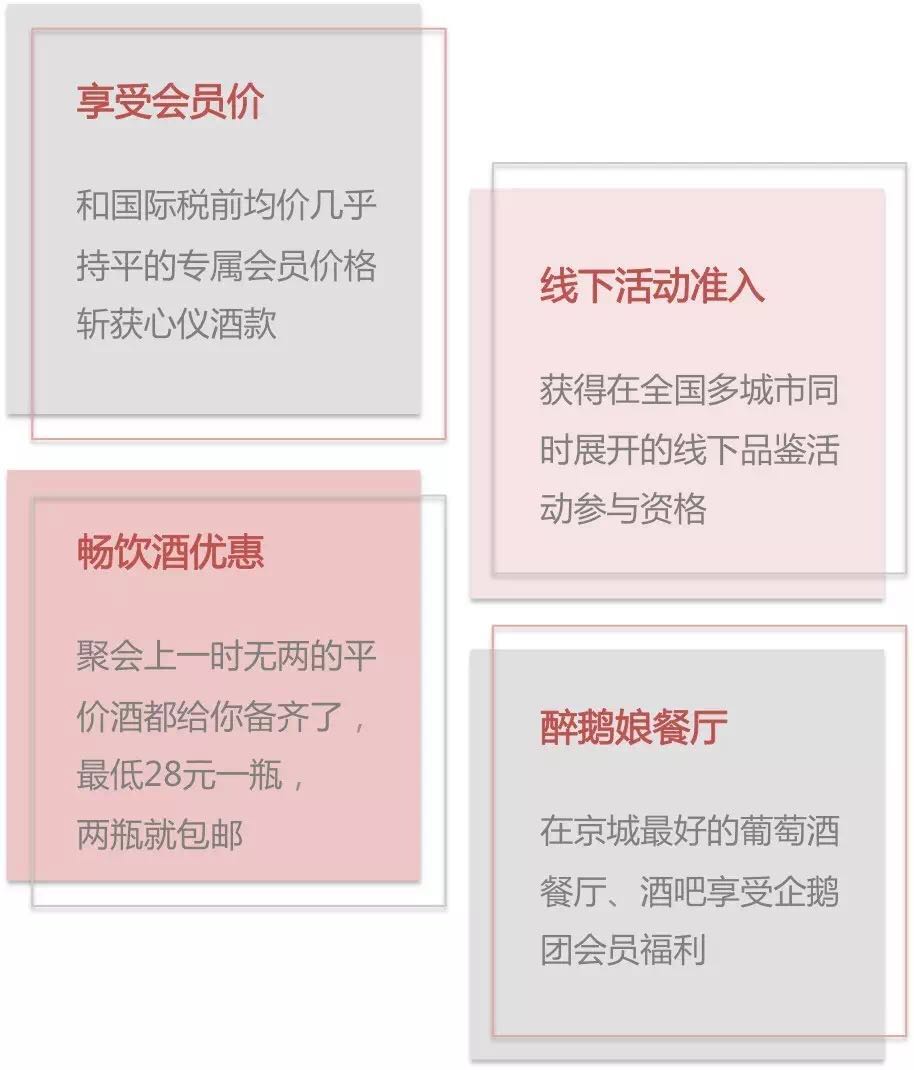 享受会员价
和国际税前均价几乎
持平的专属会员价格
斩获心仪酒款
线下活动准入
获得在全国多城市同
时展开的线下品鉴活
动参与资格
畅饮酒优惠
聚会上一时无两的平
价酒都给你备齐了，
最低28元一瓶，
两瓶就包邮
醉鹅娘餐厅
在京城最好的葡萄酒
餐厅、酒吧享受企鹅
团会员福利